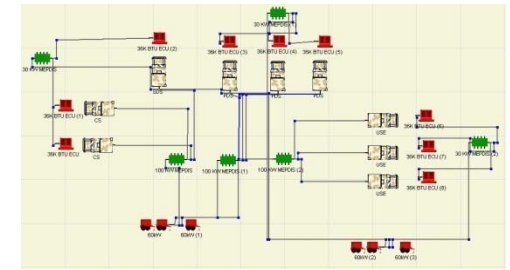 30 KW MEPDIS
36K BTU ECU (2)
36K BTU ECU (3)
36K BTU ECU (4)
36K BTU ECU (5)
30 KW MEPDIS
36K BTU ECU (1)
CS
36K BTU ECU
CS
USE
36K BTU ECU (6)
USE
36K BTU ECU (7)
30 KW MEPDIS(2)
100 KW MEPDIS
100 KW MEPDIS (1)
100 KW MEPDIS (2)
USE
36K BTU ECU (8)
60kW
60kW (1)
60kW (2)
60kW (3)